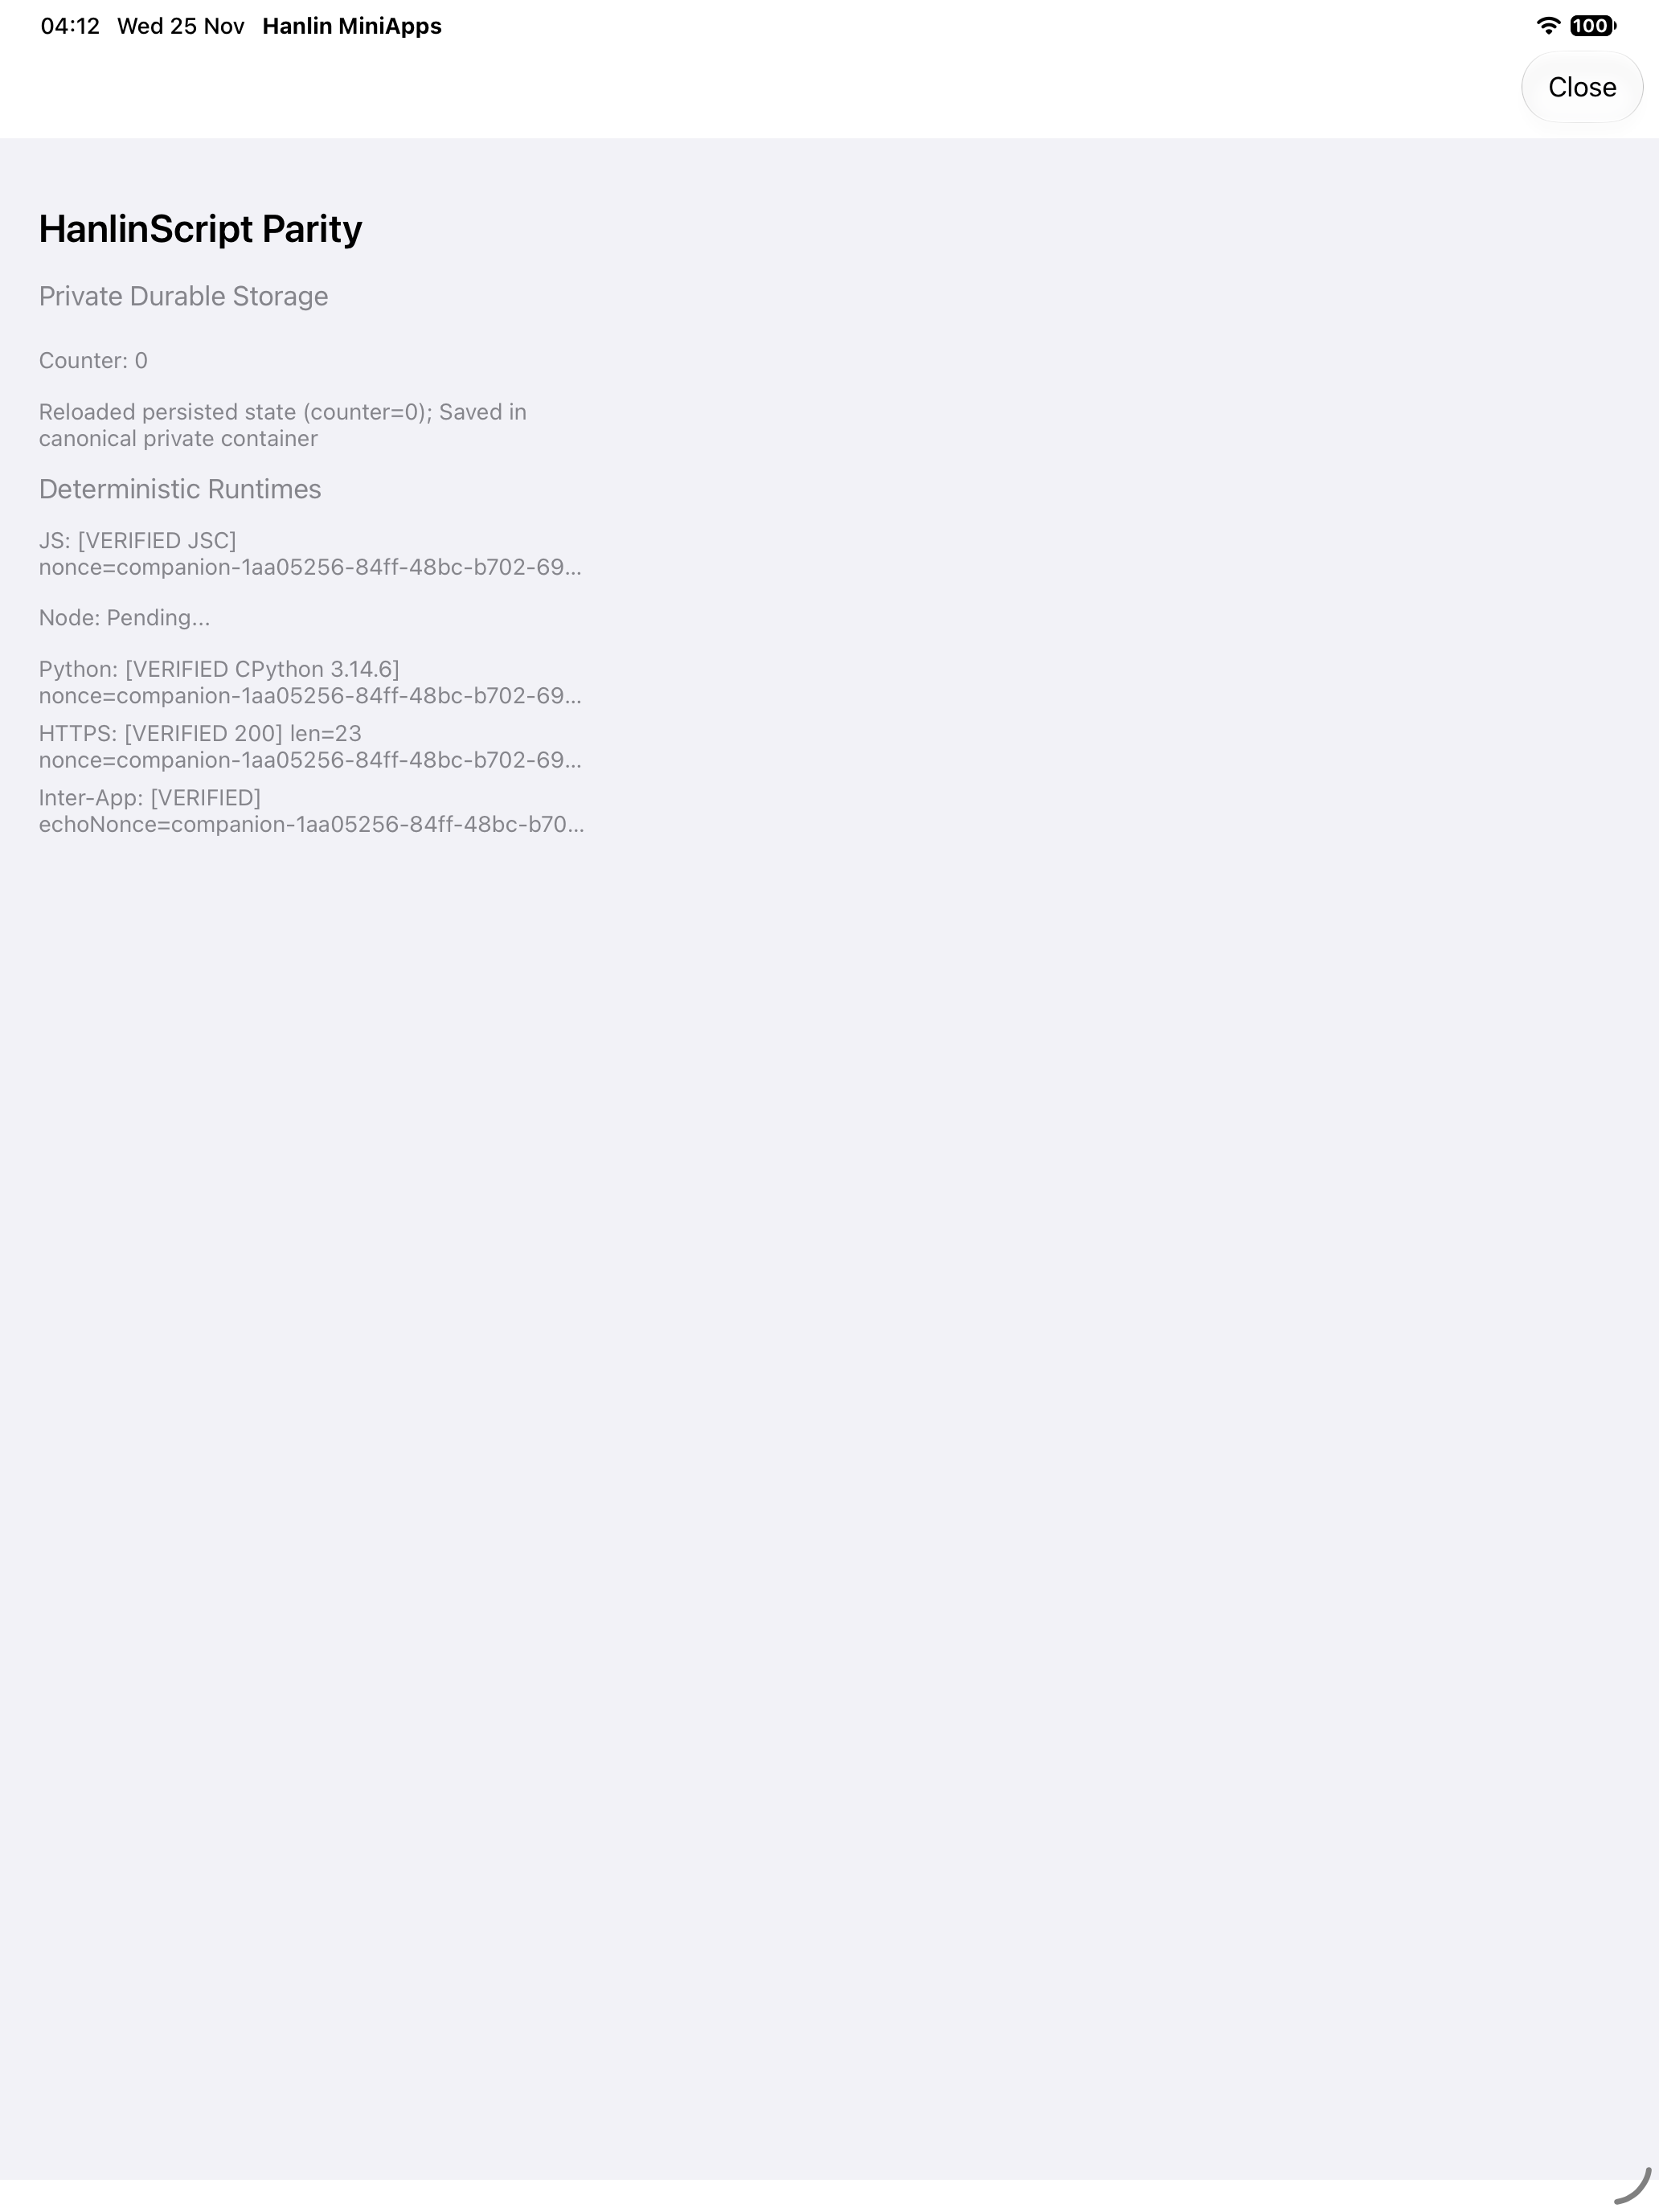 04:12 Wed 25 Nov Hanlin MiniApps 100
Close
HanlinScript Parity
Private Durable Storage
Counter: 0
Reloaded persisted state (counter=0); Saved in
canonical private container
Deterministic Runtimes
JS: [VERIFIED JSC]
nonce=companion-1aa05256-84ff-48bc-b702-69...
Node: Pending...
Python: [VERIFIED CPython 3.14.6]
nonce=companion-1aa05256-84ff-48bc-b702-69...
HTTPS: [VERIFIED 200] len=23
nonce=companion-1aa05256-84ff-48bc-b702-69...
Inter-App: [VERIFIED]
echoNonce=companion-1aa05256-84ff-48bc-b70...